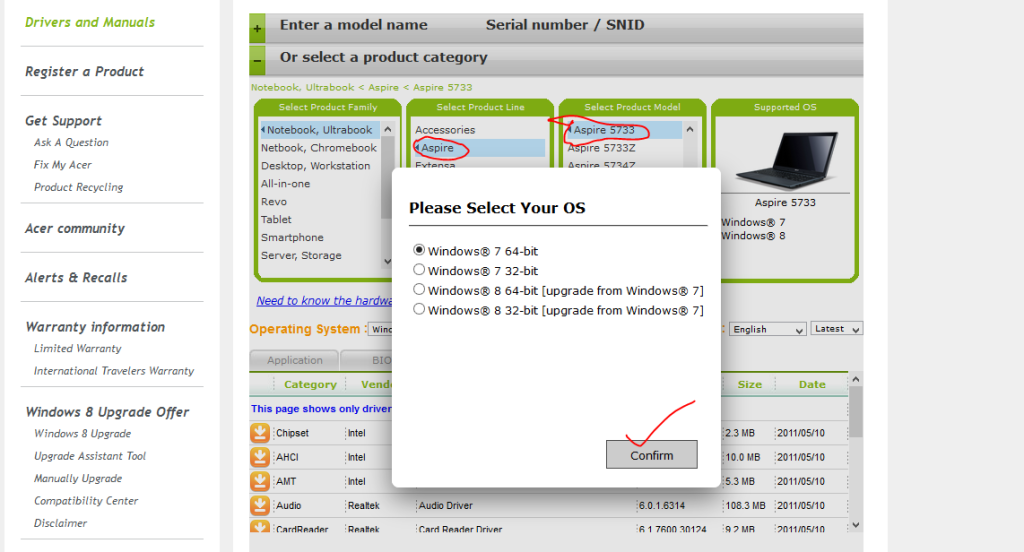 Drivers and Manuals
Register a Product
Get Support
Ask A Question
Fix My Acer
Product Recycling
Acer community
Alerts & Recalls
Warranty information
Limited Warranty
International Travelers Warranty
Windows 8 Upgrade Offer
Windows 8 Upgrade
Upgrade Assistant Tool
Manually Upgrade
Compatibility Center
Disclaimer
+ Enter a model name Serial number / SNID
− Or select a product category
Notebook, Ultrabook < Aspire < Aspire 5733
Select Product Family
Notebook, Ultrabook
Netbook, Chromebook
Desktop, Workstation
All-in-one
Revo
Tablet
Smartphone
Server, Storage
Select Product Line
Accessories
Aspire
Extensa
Select Product Model
Aspire 5733
Aspire 5733Z
Aspire 5734Z
Supported OS
Aspire 5733
Windows® 7
Windows® 8
Please Select Your OS
Windows® 7 64-bit
Windows® 7 32-bit
Windows® 8 64-bit [upgrade from Windows® 7]
Windows® 8 32-bit [upgrade from Windows® 7]
Confirm
Need to know the hardwa
Operating System : Winc : English Latest
Application BIO
Category Vend Size Date
This page shows only driver
Chipset Intel 2.3 MB 2011/05/10
AHCI Intel 10.0 MB 2011/05/10
AMT Intel 5.3 MB 2011/05/10
Audio Realtek Audio Driver 6.0.1.6314 108.3 MB 2011/05/10
CardReader Realtek Card Reader Driver 6.1.7600.30124 9.2 MB 2011/05/10